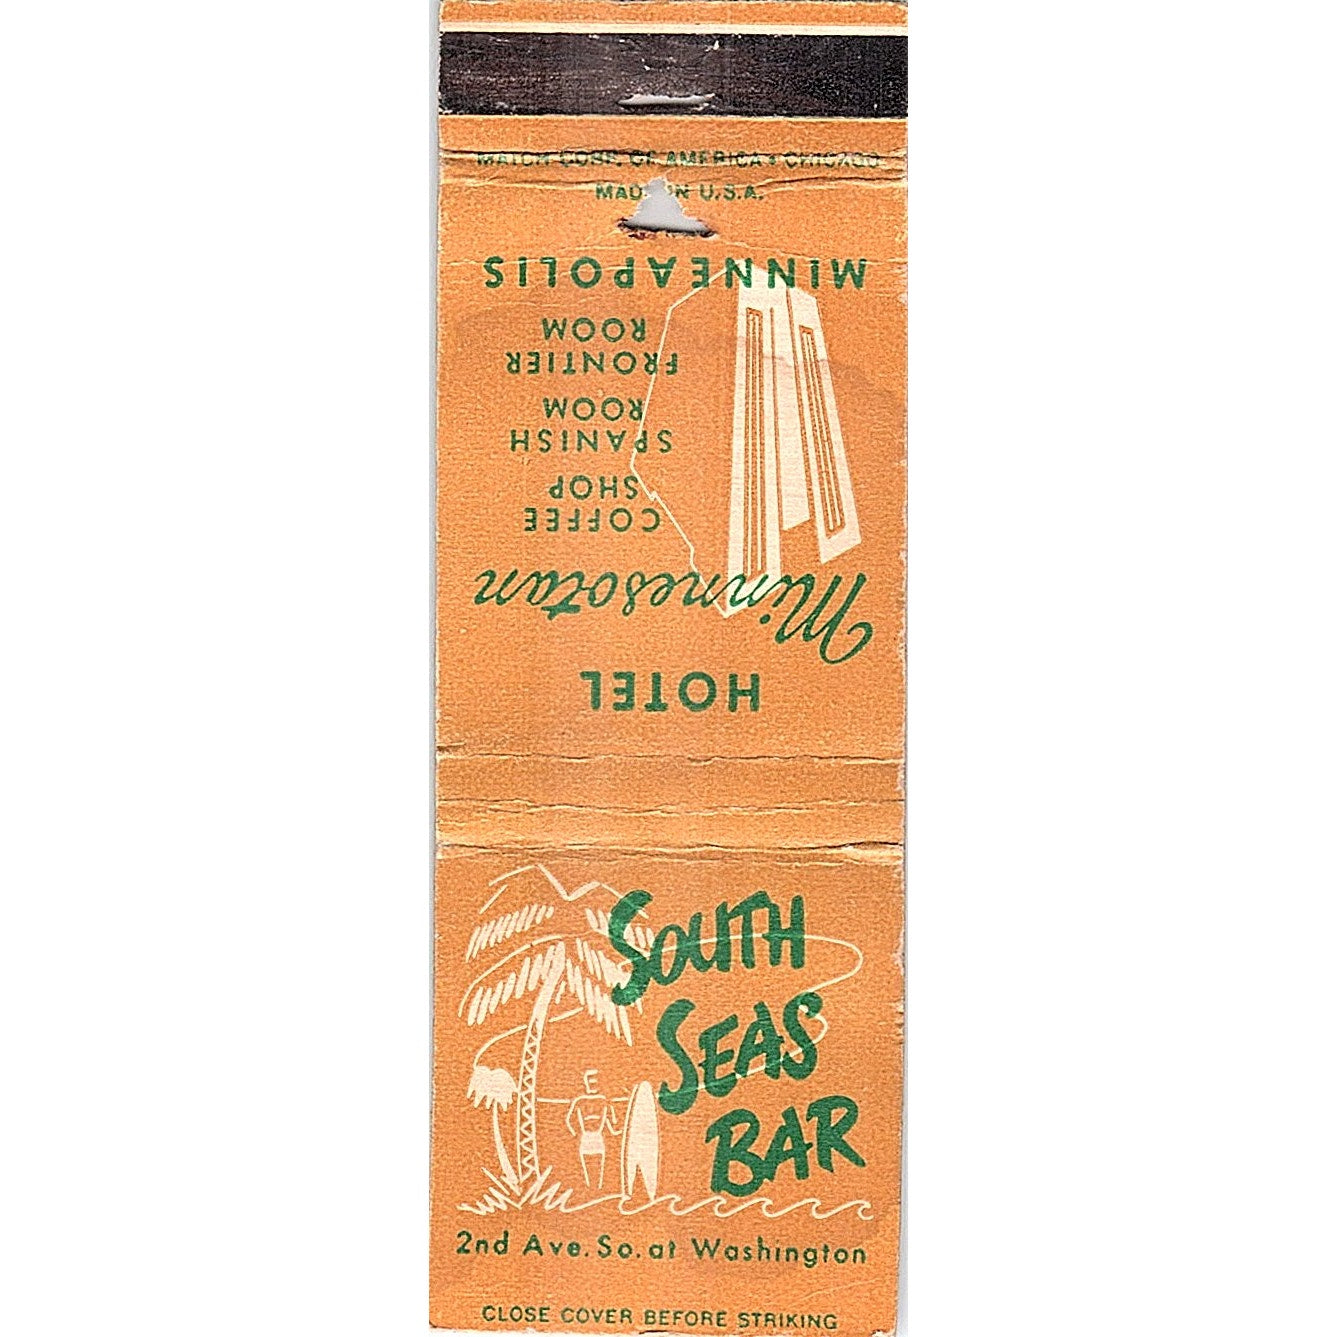 MATCH CORP. OF AMERICA • CHICAGO
MADE IN U.S.A.
HOTEL
Minnesotan
COFFEE
SHOP
SPANISH
ROOM
FRONTIER
ROOM
MINNEAPOLIS
SOUTH
SEAS
BAR
2nd Ave. So. at Washington
CLOSE COVER BEFORE STRIKING